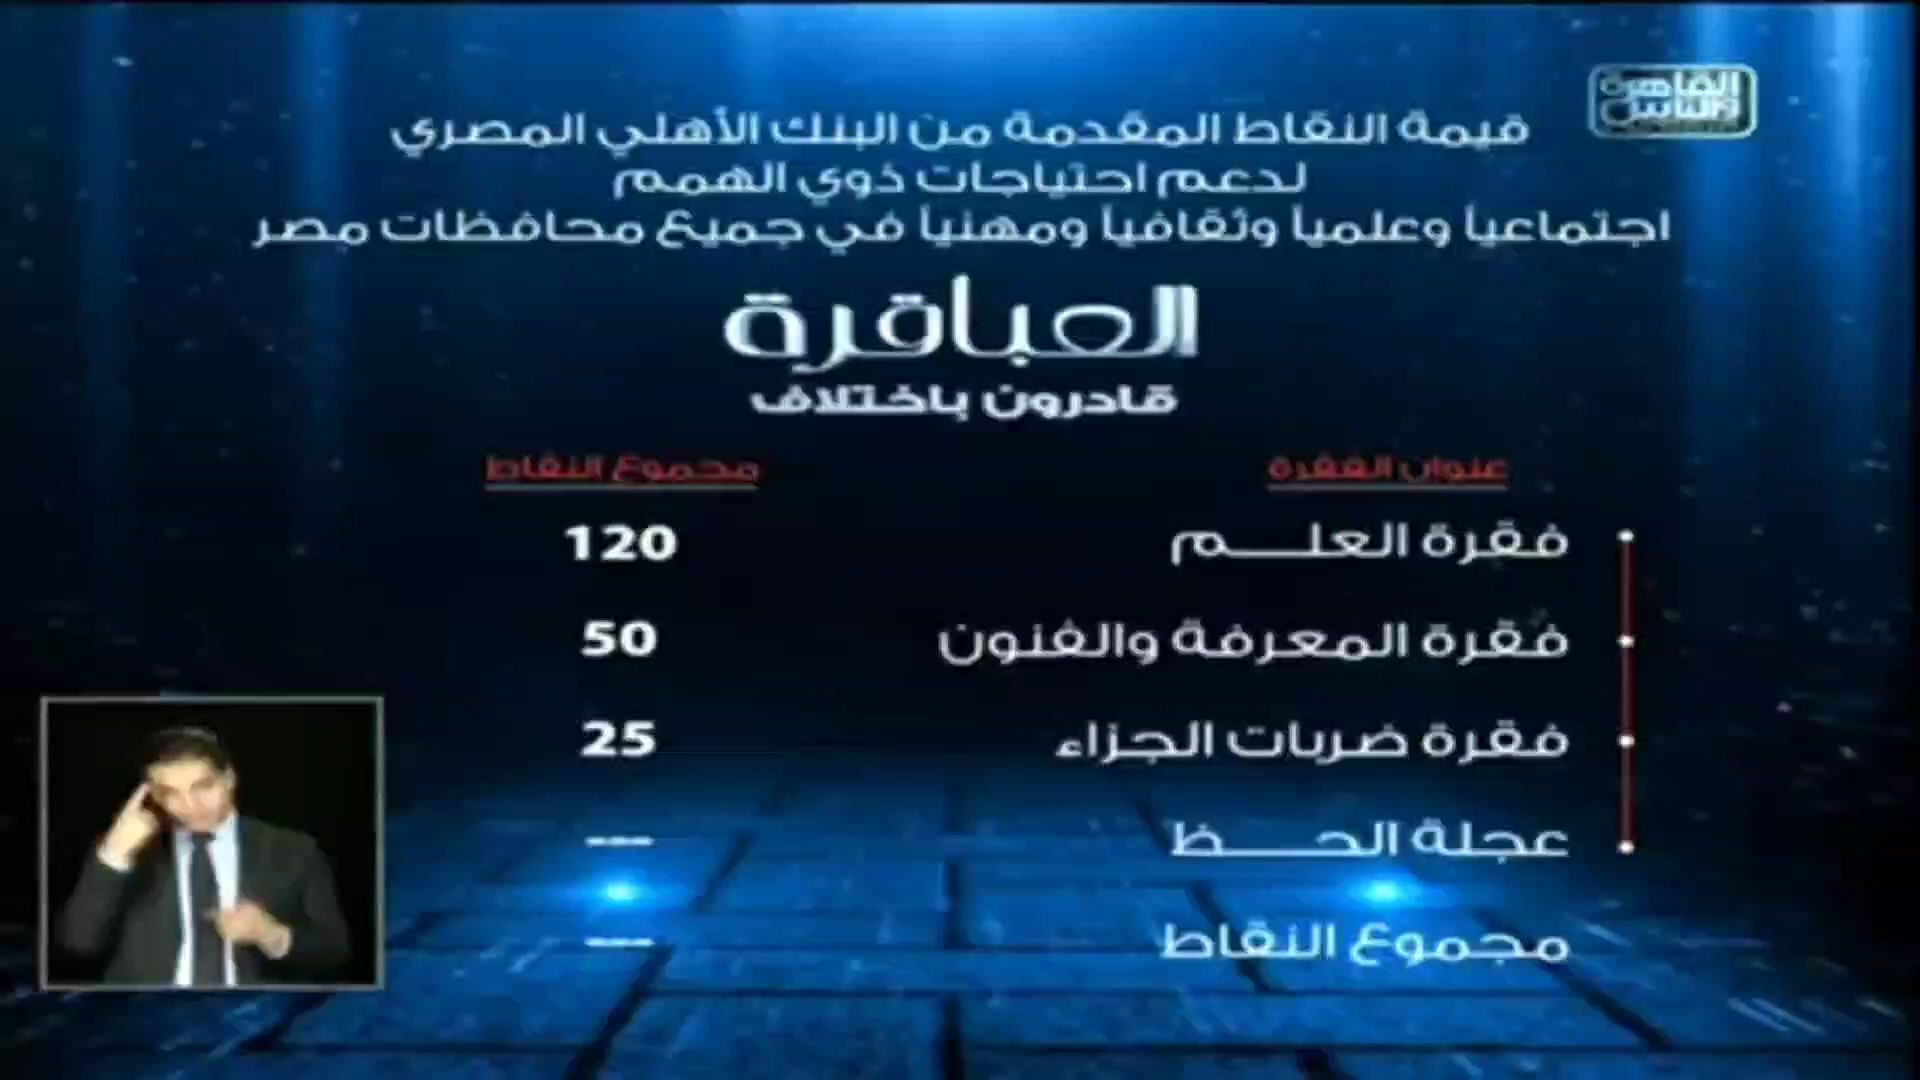 القاهرة والناس
قيمة النقاط المقدمة من البنك الأهلي المصري
لدعم احتياجات ذوي الهمم
اجتماعياً وعلمياً وثقافياً ومهنياً في جميع محافظات مصر
العباقرة
قادرون باختلاف
عنوان الفقرة مجموع النقاط
فقرة العلـــــم 120
فقرة المعرفة والفنون 50
فقرة ضربات الجزاء 25
عجلة الحـــــظ ---
مجموع النقاط ---